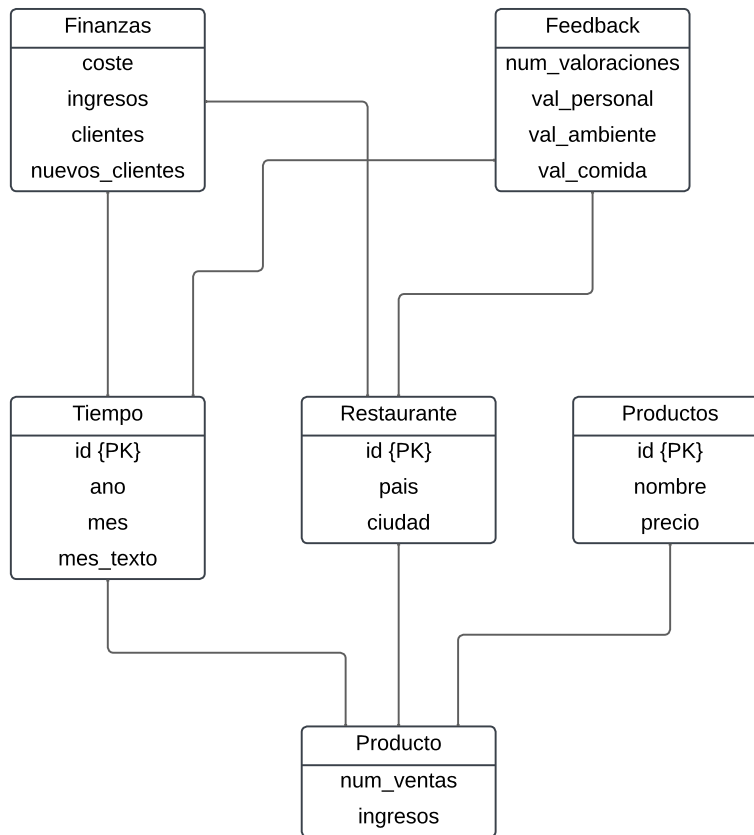 Finanzas
coste
ingresos
clientes
nuevos_clientes
Feedback
num_valoraciones
val_personal
val_ambiente
val_comida
Tiempo
id {PK}
ano
mes
mes_texto
Restaurante
id {PK}
pais
ciudad
Productos
id {PK}
nombre
precio
Producto
num_ventas
ingresos